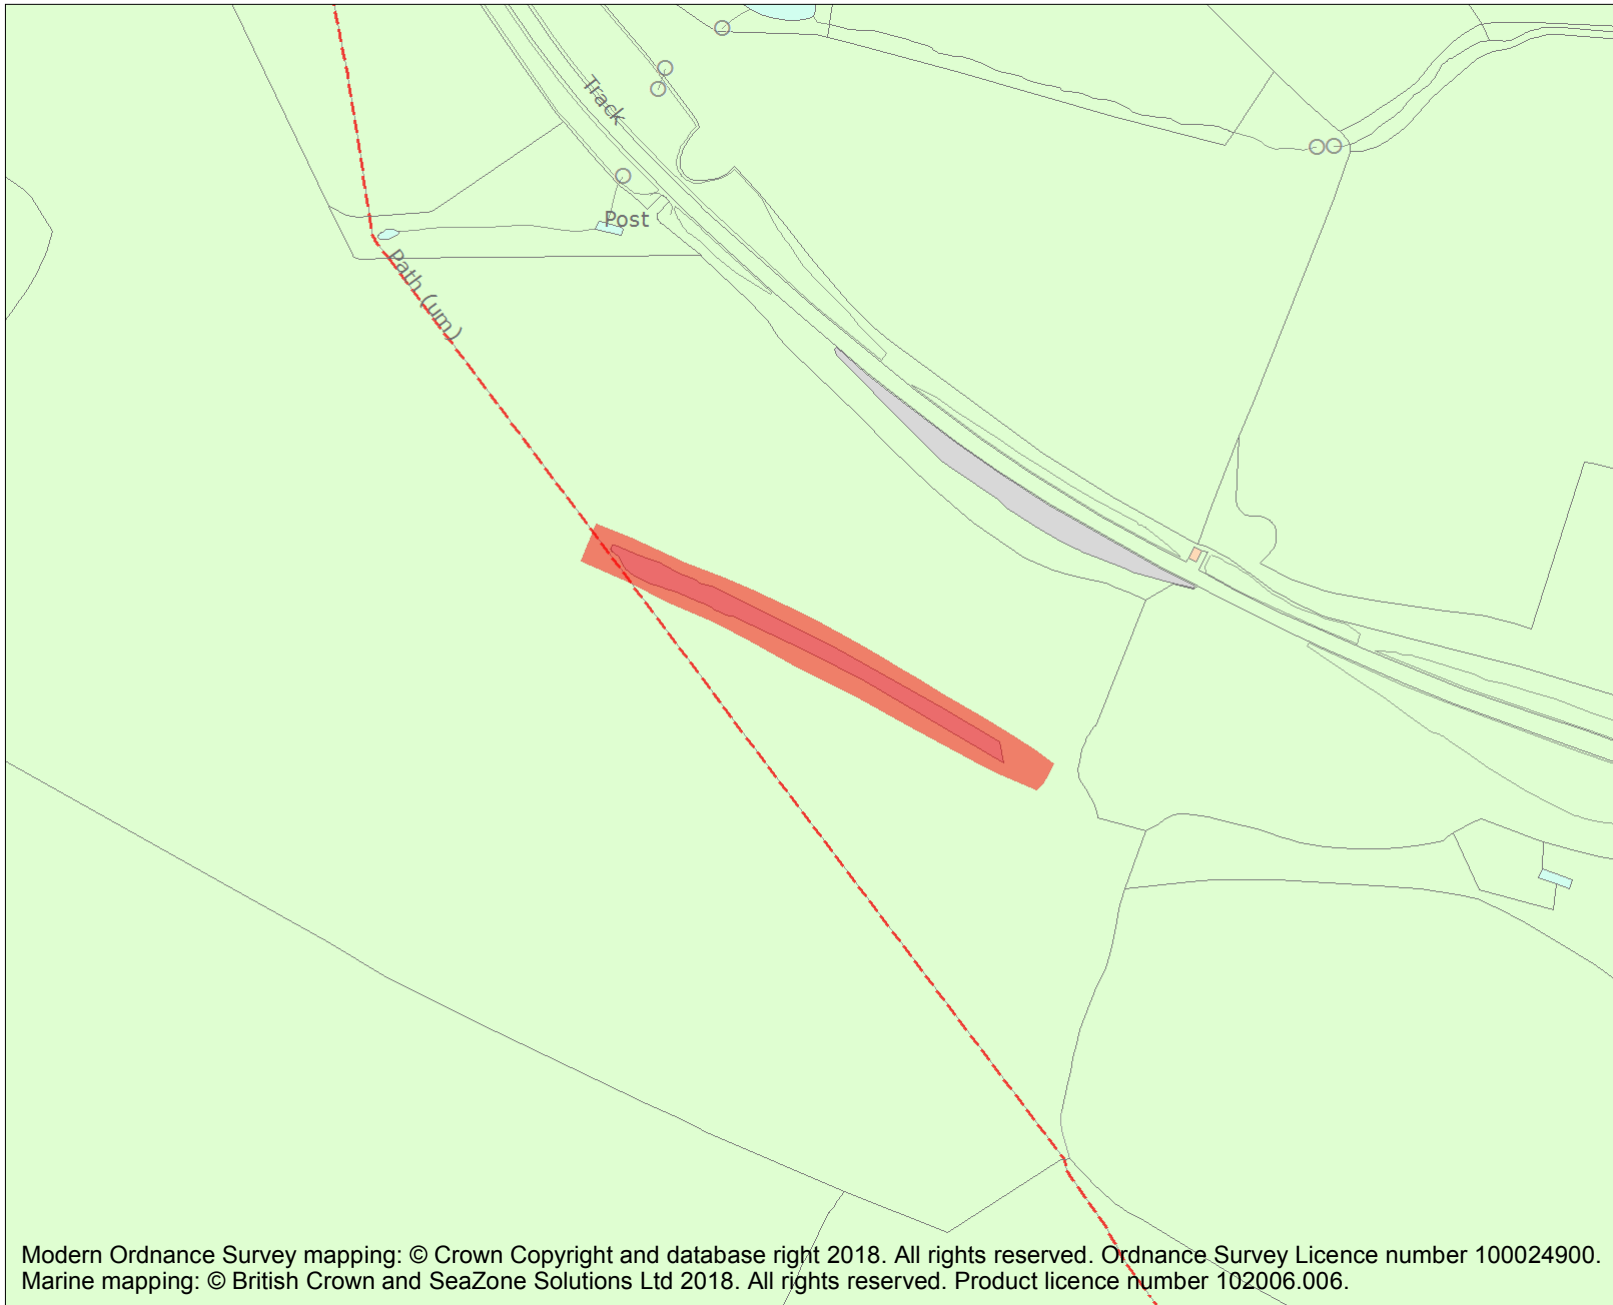 Track
Post
Path (um)
Modern Ordnance Survey mapping: © Crown Copyright and database right 2018. All rights reserved. Ordnance Survey Licence number 100024900.
Marine mapping: © British Crown and SeaZone Solutions Ltd 2018. All rights reserved. Product licence number 102006.006.